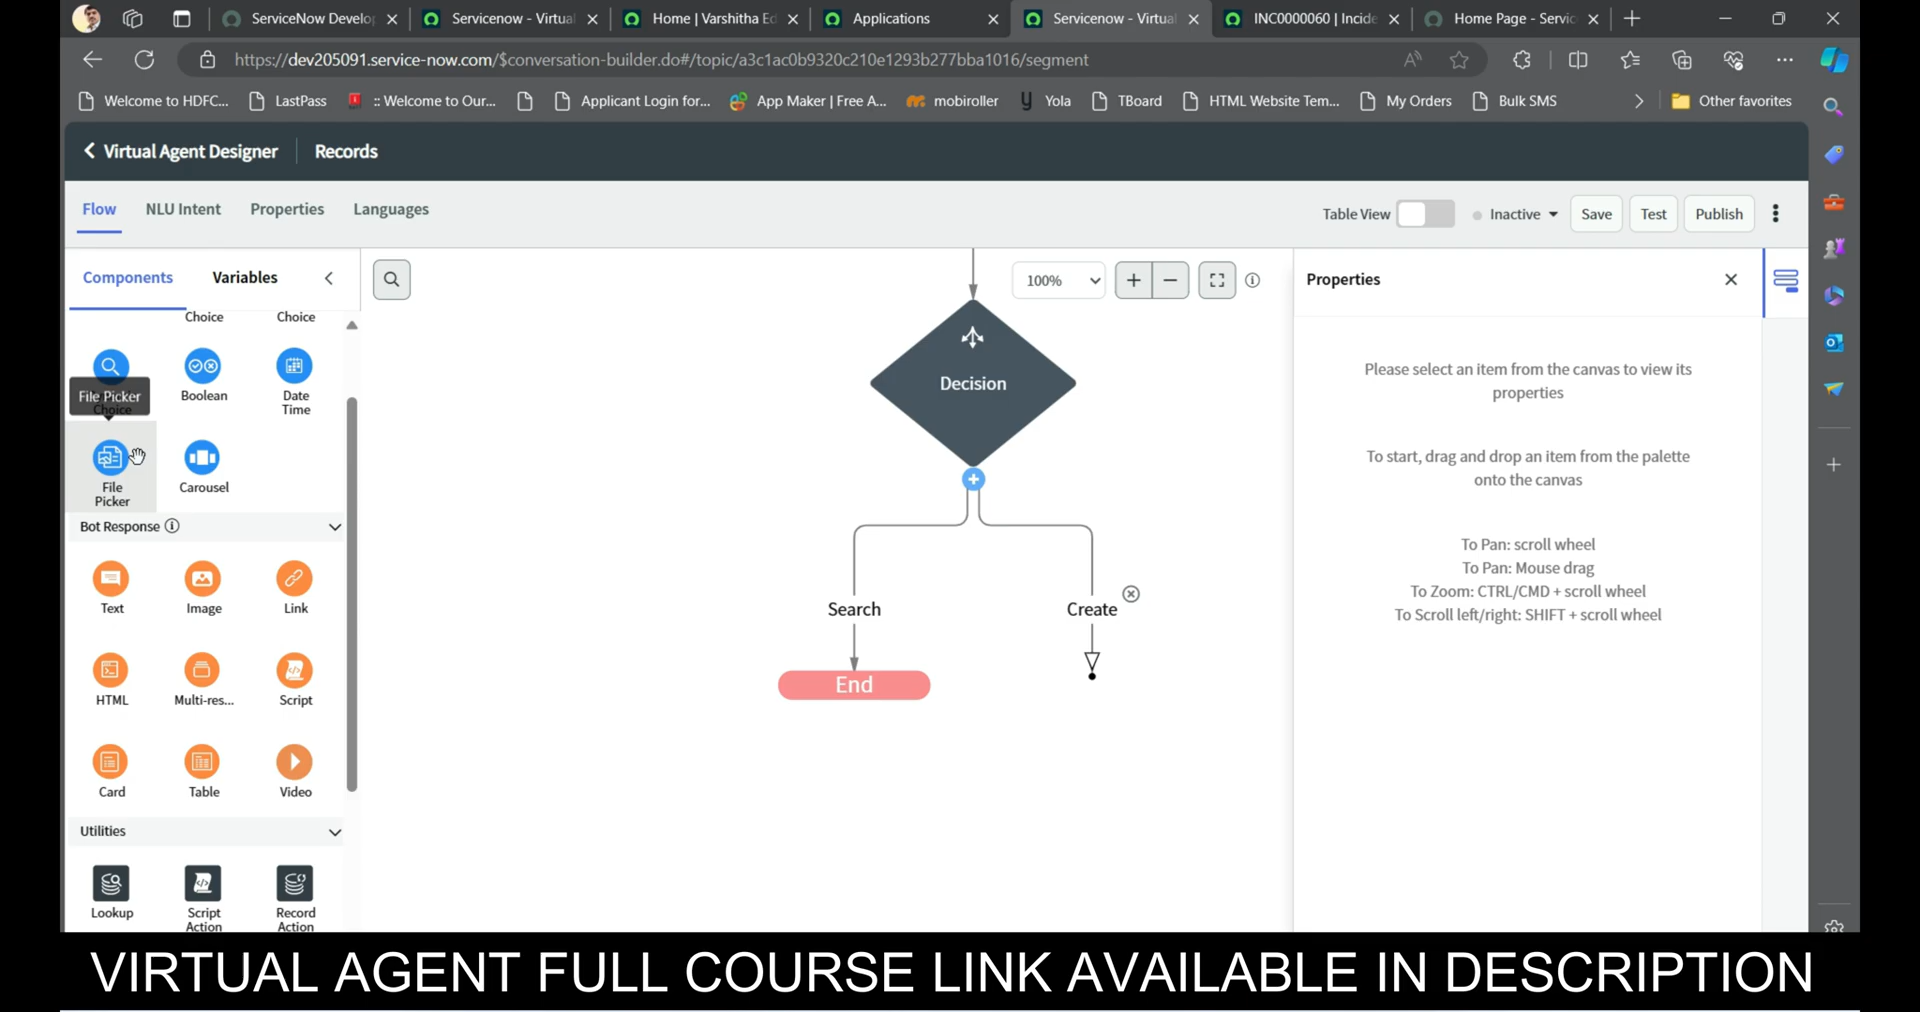 ServiceNow Develo
Servicenow - Virtua
Home | Varshitha Ed
Applications
Servicenow - Virtua
INC0000060 | Incide
Home Page - Servic
https://dev205091.service-now.com/$conversation-builder.do#/topic/a3c1ac0b9320c210e1293b277bba1016/segment
Welcome to HDFC...
LastPass
:: Welcome to Our...
Applicant Login for...
App Maker | Free A...
mobiroller
Yola
TBoard
HTML Website Tem...
My Orders
Bulk SMS
Other favorites
Virtual Agent Designer
Records
Flow
NLU Intent
Properties
Languages
Table View
Inactive
Save
Test
Publish
Components
Variables
100%
Properties
Choice
Choice
Boolean
Date
Time
File Picker
Choice
File
Picker
Carousel
Bot Response
Text
Image
Link
HTML
Multi-res...
Script
Card
Table
Video
Utilities
Lookup
Script
Action
Record
Action
Decision
Search
Create
End
Please select an item from the canvas to view its
properties
To start, drag and drop an item from the palette
onto the canvas
To Pan: scroll wheel
To Pan: Mouse drag
To Zoom: CTRL/CMD + scroll wheel
To Scroll left/right: SHIFT + scroll wheel
VIRTUAL AGENT FULL COURSE LINK AVAILABLE IN DESCRIPTION